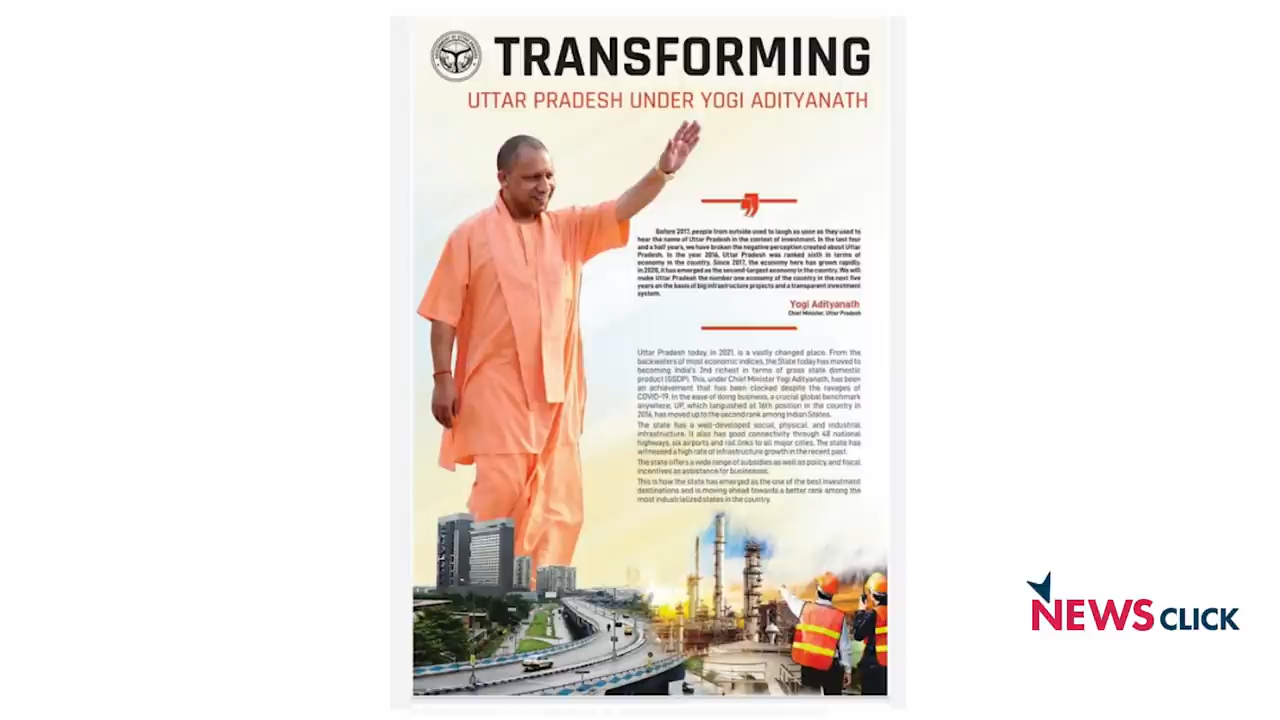 TRANSFORMING
UTTAR PRADESH UNDER YOGI ADITYANATH
Before 2017, people from outside used to laugh as soon as they used to
hear the name of Uttar Pradesh in the context of investment. In the last four
and a half years, we have broken the negative perception created about Uttar
Pradesh. In the year 2016, Uttar Pradesh was ranked sixth in terms of
economy in the country. Since 2017, the economy here has grown rapidly.
In 2020, it has emerged as the second-largest economy in the country. We will
make Uttar Pradesh the number one economy of the country in the next five
years on the basis of big infrastructure projects and a transparent investment
system.
Yogi Adityanath
Chief Minister, Uttar Pradesh
Uttar Pradesh today, in 2021, is a vastly changed place. From the
backwaters of most economic indices, the State today has moved to
becoming India's 2nd richest in terms of gross state domestic
product (GSDP). This, under Chief Minister Yogi Adityanath, has been
an achievement that has been clocked despite the ravages of
COVID-19. In the ease of doing business, a crucial global benchmark
anywhere, UP, which languished at 16th position in the country in
2016, has moved up to the second rank among Indian States.
The state has a well-developed social, physical, and industrial
infrastructure. It also has good connectivity through 48 national
highways, six airports and rail links to all major cities. The state has
witnessed a high rate of infrastructure growth in the recent past.
The state offers a wide range of subsidies as well as policy, and fiscal
incentives as assistance for businesses.
This is how the state has emerged as the one of the best investment
destinations and is moving ahead towards a better rank among the
most industrialized states in the country.
NEWS CLICK